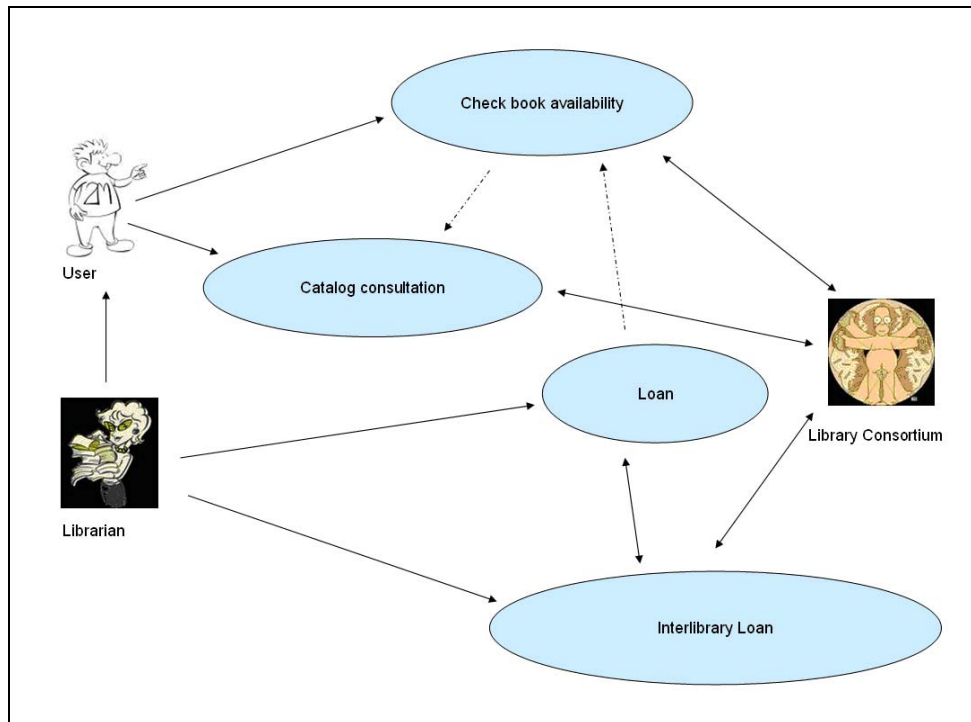 Check book availability
User
Catalog consultation
Loan
Library Consortium
Librarian
Interlibrary Loan